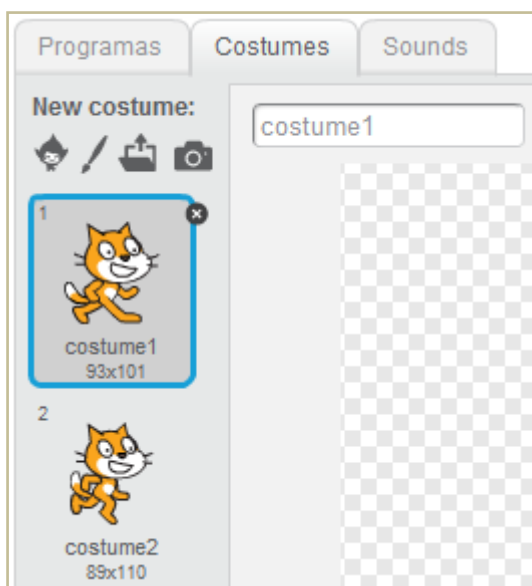 Programas Costumes Sounds
New costume:
costume1
1
costume1
93x101
2
costume2
89x110